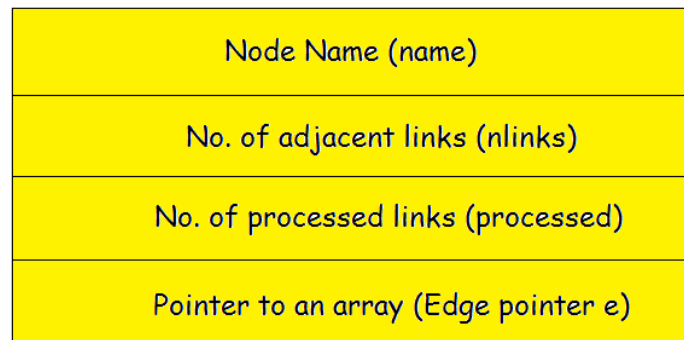 Node Name (name)
No. of adjacent links (nlinks)
No. of processed links (processed)
Pointer to an array (Edge pointer e)